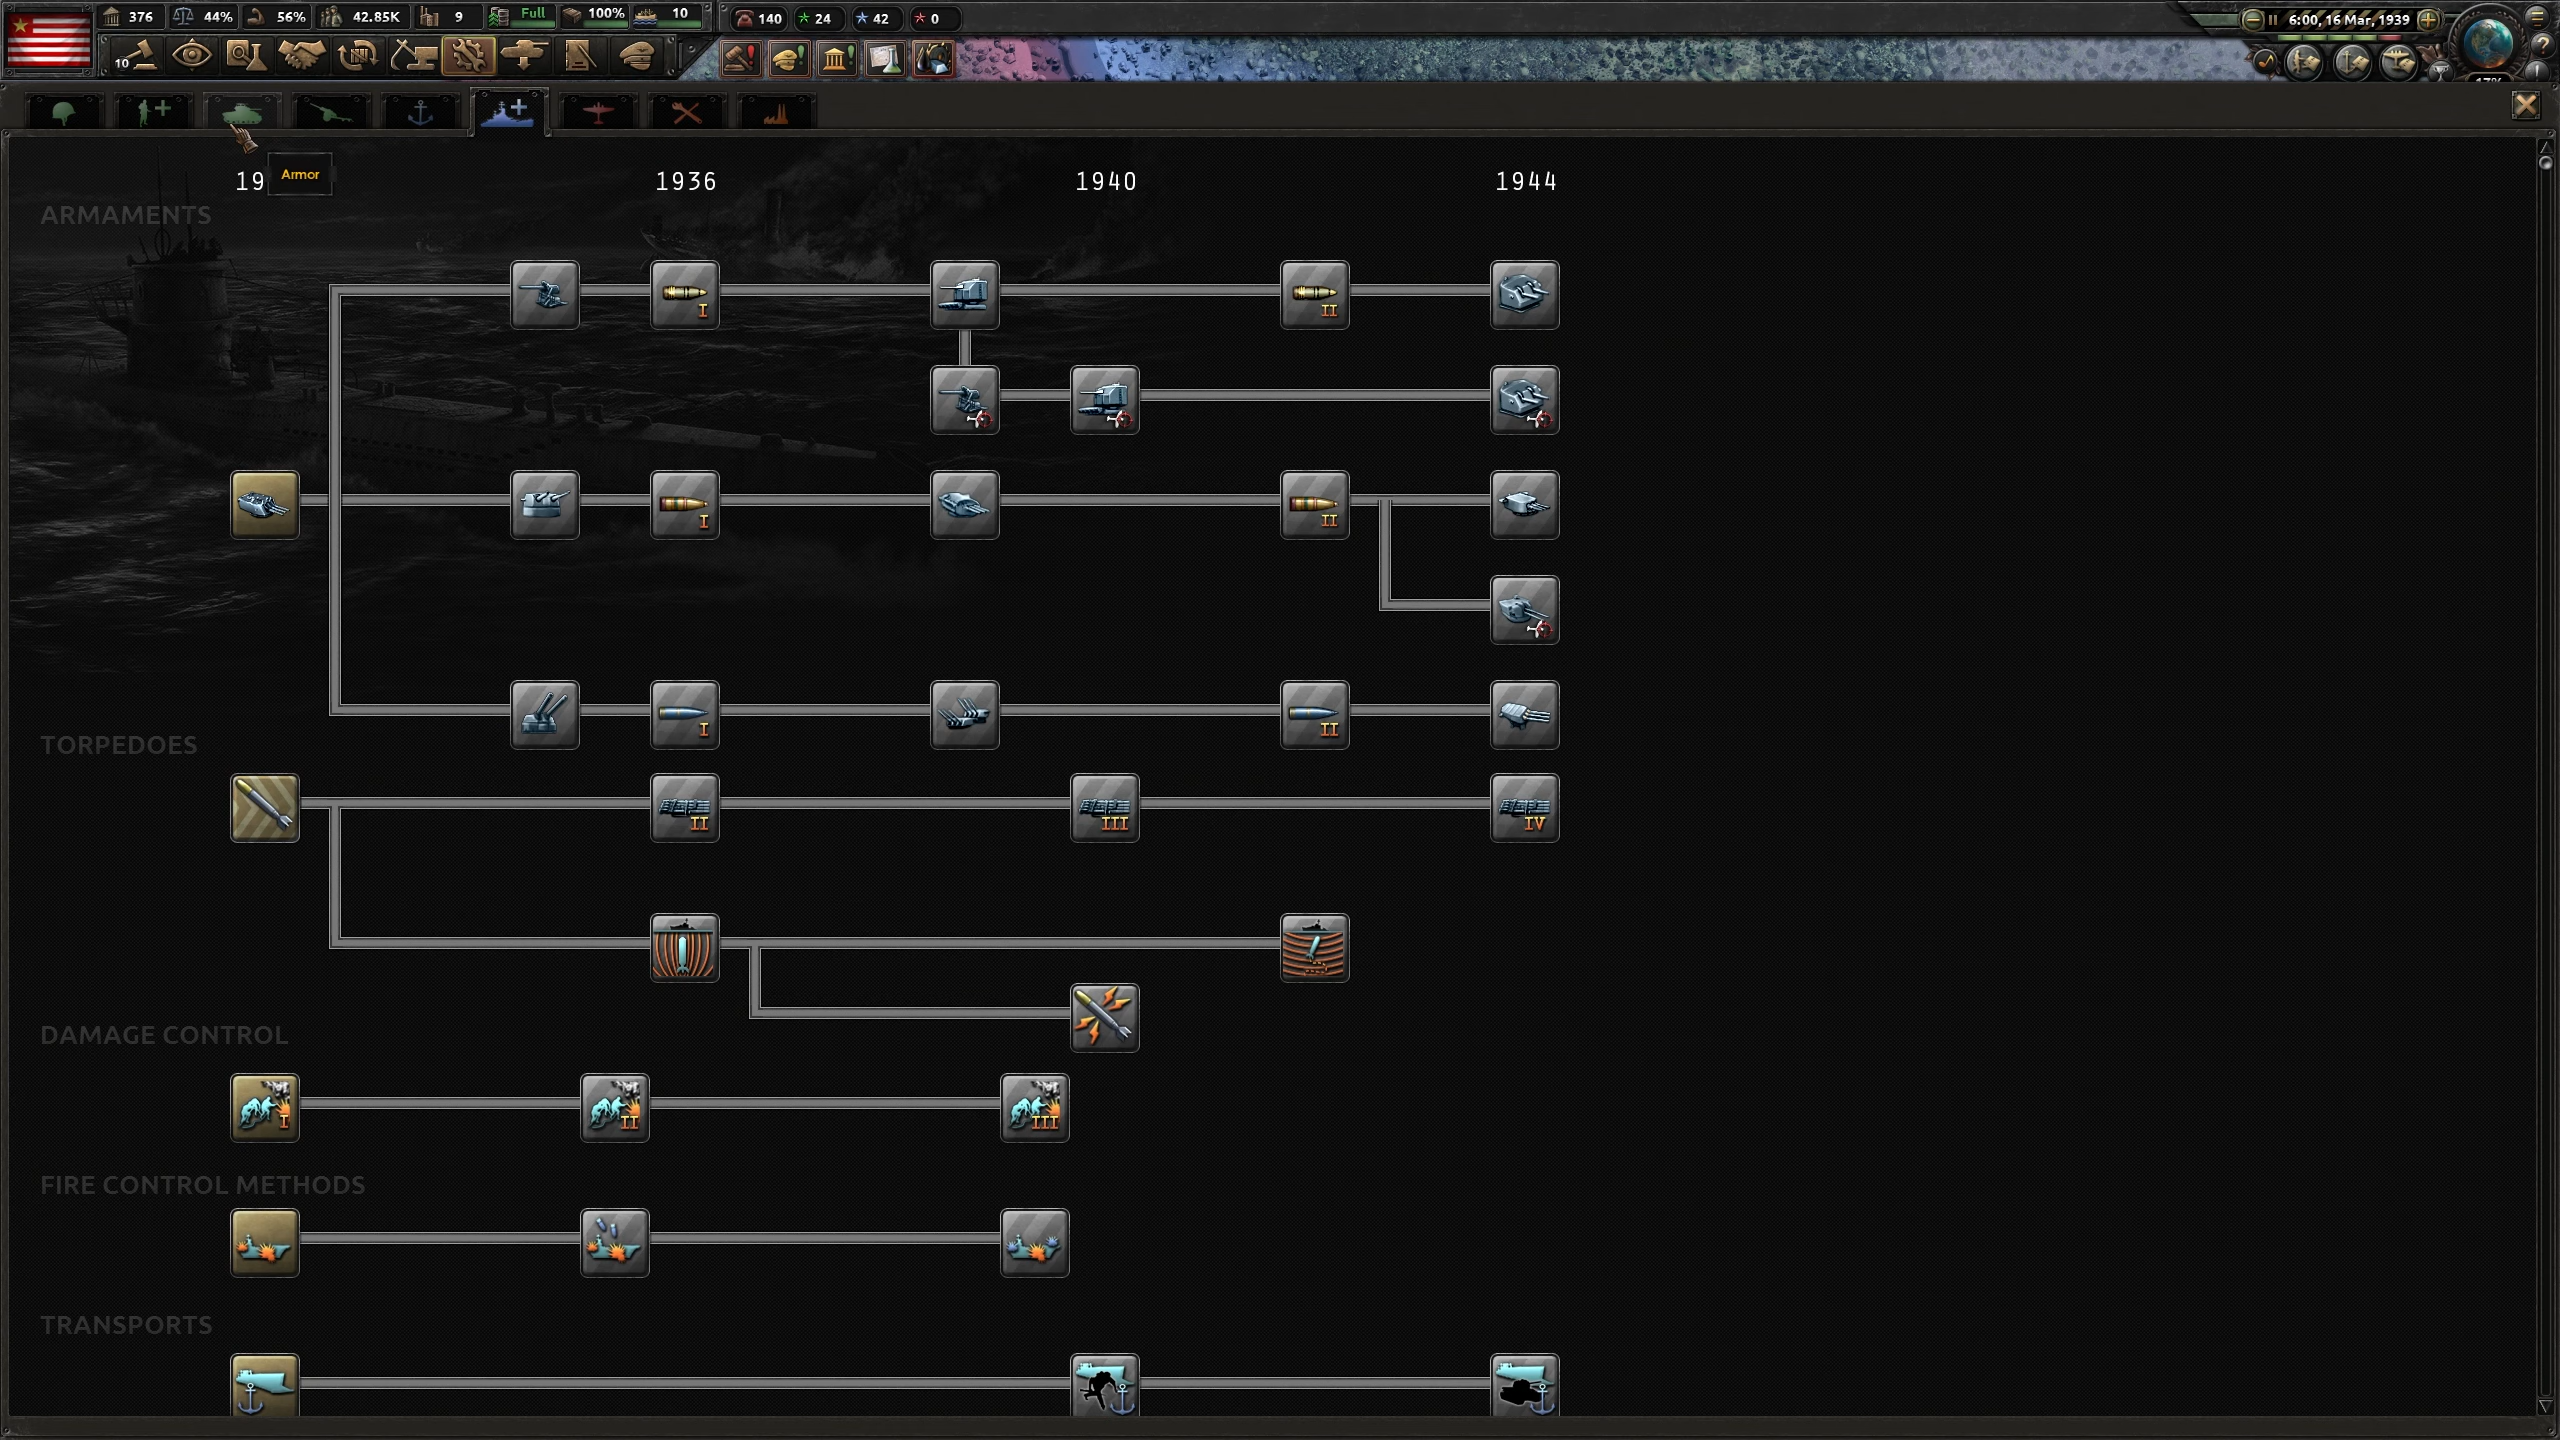 376 44% 56% 42.85K 9 Full 100% 10 140 24 42 0
6:00, 16 Mar, 1939
10
17%
Armor
19
1936 1940 1944
ARMAMENTS
I II
I II
I II
TORPEDOES
II III IV
DAMAGE CONTROL
I II III
FIRE CONTROL METHODS
TRANSPORTS